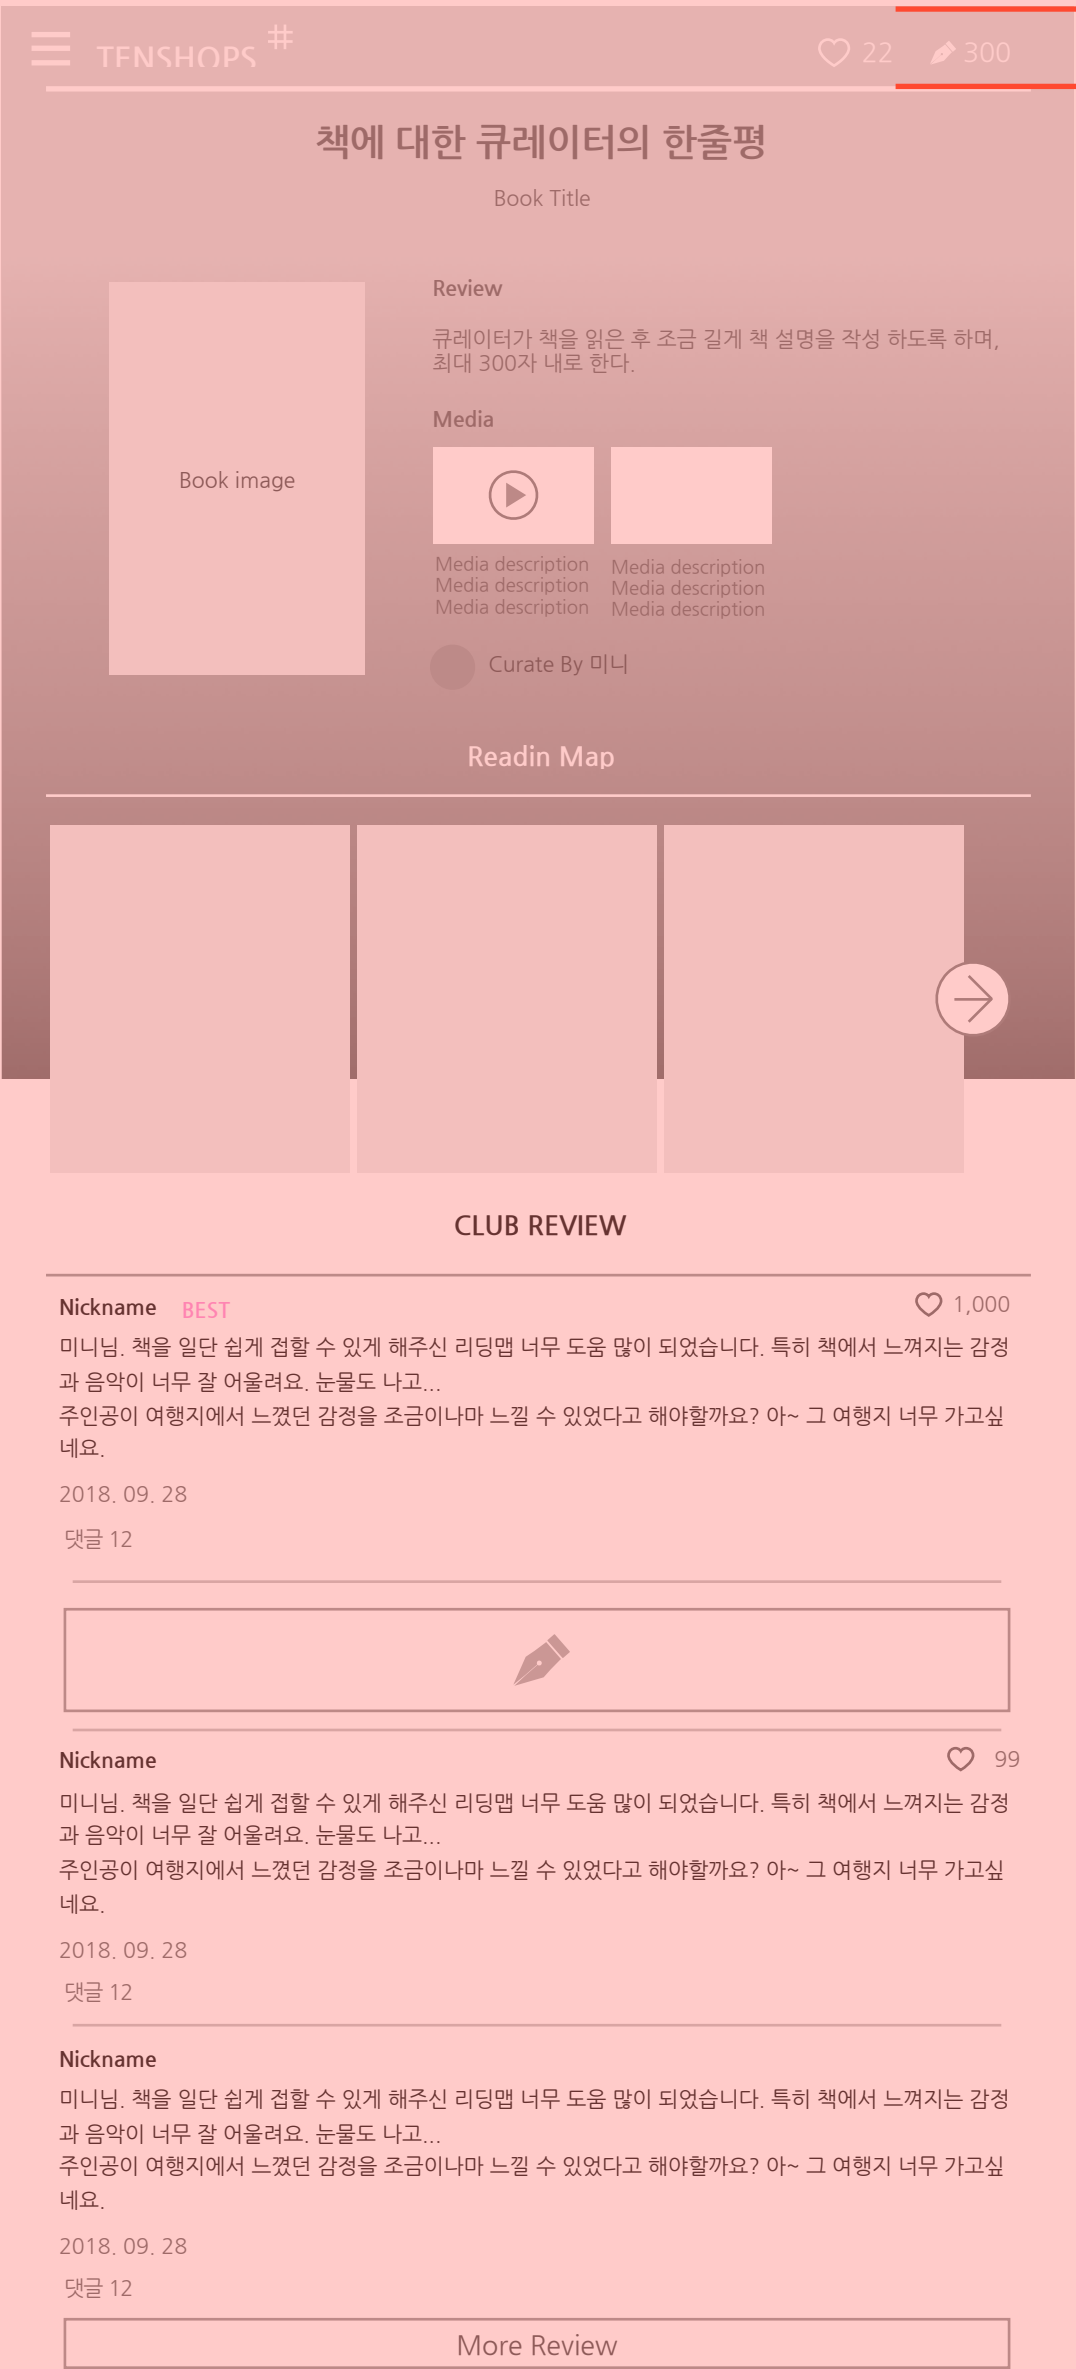 TENSHOPS #
22 300
책에 대한 큐레이터의 한줄평
Book Title
Book image
Review
큐레이터가 책을 읽은 후 조금 길게 책 설명을 작성 하도록 하며,
최대 300자 내로 한다.
Media
Media description
Media description
Media description
Media description
Media description
Media description
Curate By 미니
Readin Map
CLUB REVIEW
Nickname BEST 1,000
미니님. 책을 일단 쉽게 접할 수 있게 해주신 리딩맵 너무 도움 많이 되었습니다. 특히 책에서 느껴지는 감정
과 음악이 너무 잘 어울려요. 눈물도 나고...
주인공이 여행지에서 느꼈던 감정을 조금이나마 느낄 수 있었다고 해야할까요? 아~ 그 여행지 너무 가고싶
네요.
2018. 09. 28
댓글 12
Nickname 99
미니님. 책을 일단 쉽게 접할 수 있게 해주신 리딩맵 너무 도움 많이 되었습니다. 특히 책에서 느껴지는 감정
과 음악이 너무 잘 어울려요. 눈물도 나고...
주인공이 여행지에서 느꼈던 감정을 조금이나마 느낄 수 있었다고 해야할까요? 아~ 그 여행지 너무 가고싶
네요.
2018. 09. 28
댓글 12
Nickname
미니님. 책을 일단 쉽게 접할 수 있게 해주신 리딩맵 너무 도움 많이 되었습니다. 특히 책에서 느껴지는 감정
과 음악이 너무 잘 어울려요. 눈물도 나고...
주인공이 여행지에서 느꼈던 감정을 조금이나마 느낄 수 있었다고 해야할까요? 아~ 그 여행지 너무 가고싶
네요.
2018. 09. 28
댓글 12
More Review